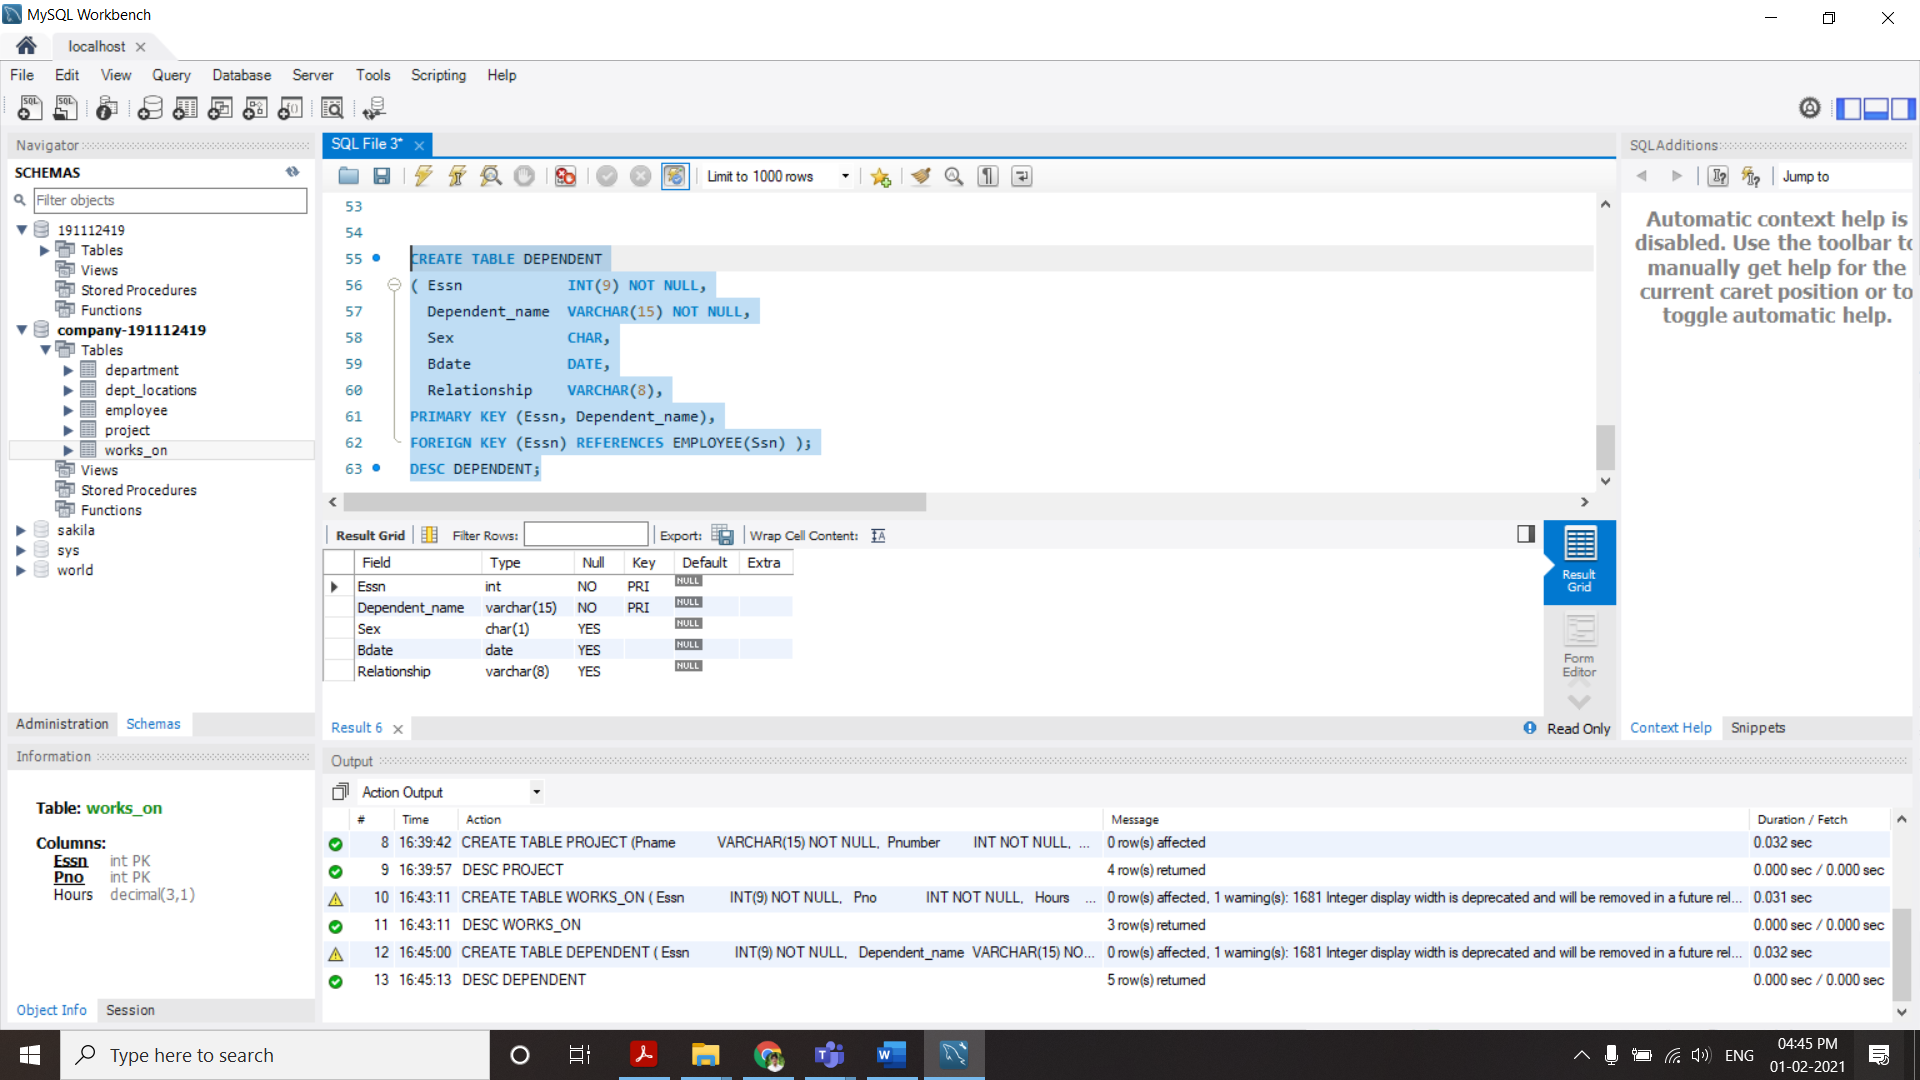 MySQL Workbench
localhost
File Edit View Query Database Server Tools Scripting Help
Navigator
SCHEMAS
Filter objects
191112419
Tables
Views
Stored Procedures
Functions
company-191112419
Tables
department
dept_locations
employee
project
works_on
Views
Stored Procedures
Functions
sakila
sys
world
Administration Schemas
Information
Table: works_on
Columns:
Essn int PK
Pno int PK
Hours decimal(3,1)
Object Info Session
SQL File 3*
Limit to 1000 rows
53
54
55 CREATE TABLE DEPENDENT
56 ( Essn INT(9) NOT NULL,
57 Dependent_name VARCHAR(15) NOT NULL,
58 Sex CHAR,
59 Bdate DATE,
60 Relationship VARCHAR(8),
61 PRIMARY KEY (Essn, Dependent_name),
62 FOREIGN KEY (Essn) REFERENCES EMPLOYEE(Ssn) );
63 DESC DEPENDENT;
Result Grid Filter Rows: Export: Wrap Cell Content:
Field Type Null Key Default Extra
Essn int NO PRI NULL
Dependent_name varchar(15) NO PRI NULL
Sex char(1) YES NULL
Bdate date YES NULL
Relationship varchar(8) YES NULL
Result
Grid
Form
Editor
Result 6
Read Only
SQLAdditions
Jump to
Automatic context help is
disabled. Use the toolbar to
manually get help for the
current caret position or to
toggle automatic help.
Context Help Snippets
Output
Action Output
# Time Action Message Duration / Fetch
8 16:39:42 CREATE TABLE PROJECT (Pname VARCHAR(15) NOT NULL, Pnumber INT NOT NULL, ... 0 row(s) affected 0.032 sec
9 16:39:57 DESC PROJECT 4 row(s) returned 0.000 sec / 0.000 sec
10 16:43:11 CREATE TABLE WORKS_ON ( Essn INT(9) NOT NULL, Pno INT NOT NULL, Hours ... 0 row(s) affected, 1 warning(s): 1681 Integer display width is deprecated and will be removed in a future rel... 0.031 sec
11 16:43:11 DESC WORKS_ON 3 row(s) returned 0.000 sec / 0.000 sec
12 16:45:00 CREATE TABLE DEPENDENT ( Essn INT(9) NOT NULL, Dependent_name VARCHAR(15) NO... 0 row(s) affected, 1 warning(s): 1681 Integer display width is deprecated and will be removed in a future rel... 0.032 sec
13 16:45:13 DESC DEPENDENT 5 row(s) returned 0.000 sec / 0.000 sec
Type here to search
ENG
04:45 PM
01-02-2021